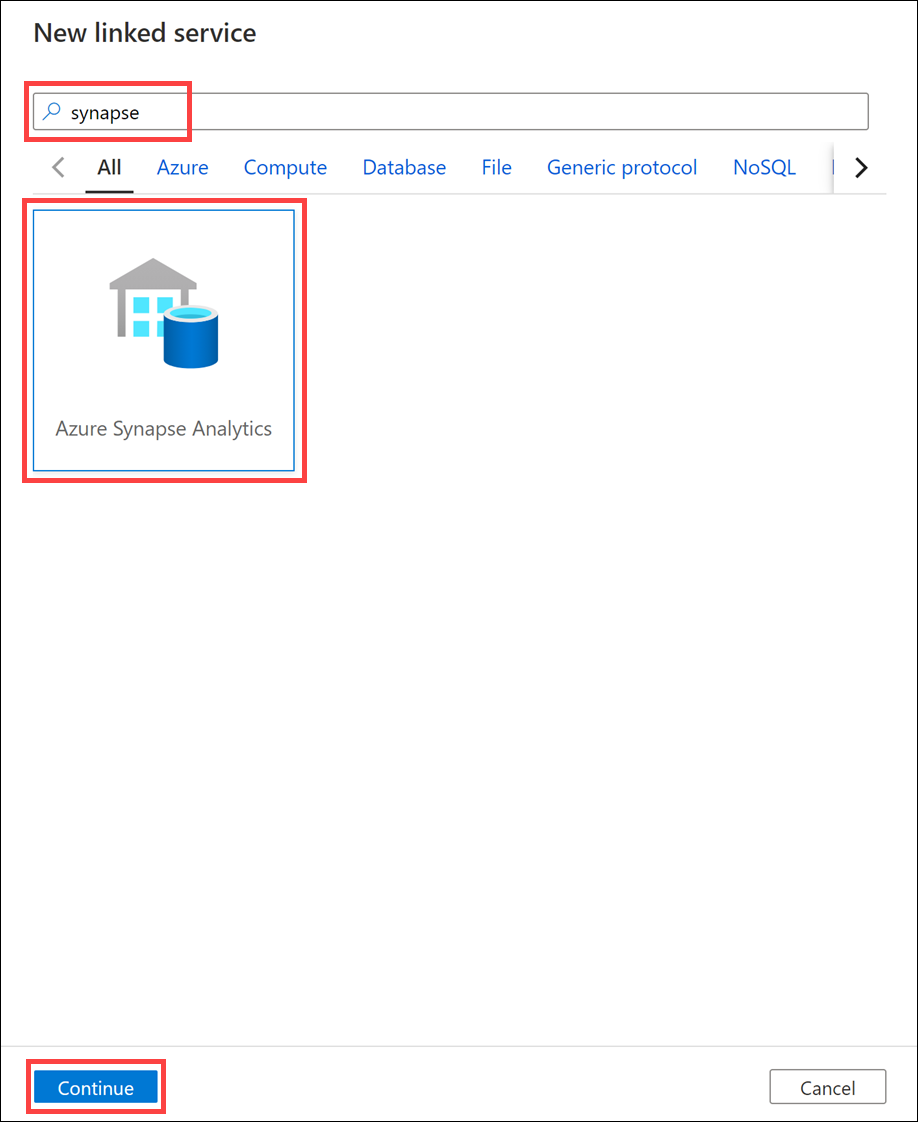 New linked service
synapse
All Azure Compute Database File Generic protocol NoSQL
Azure Synapse Analytics
Continue Cancel